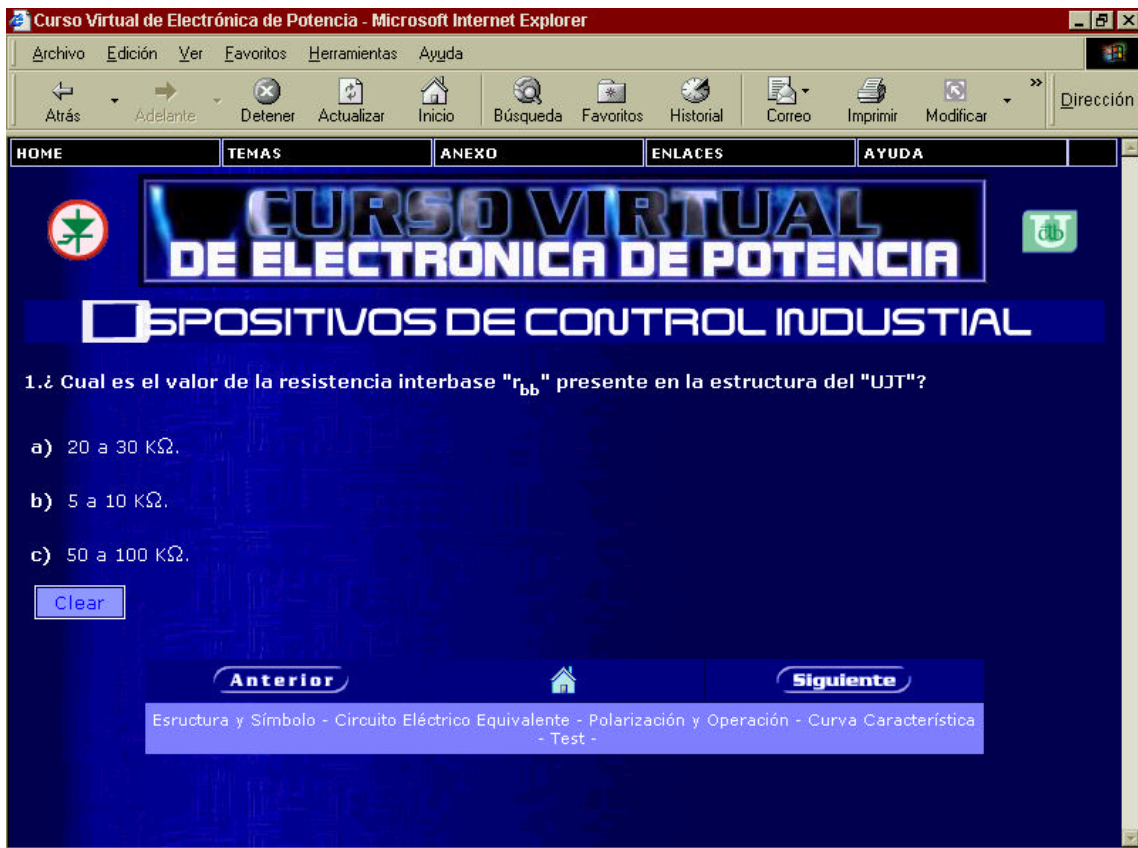 Curso Virtual de Electrónica de Potencia - Microsoft Internet Explorer
Archivo Edición Ver Favoritos Herramientas Ayuda
Atrás Adelante Detener Actualizar Inicio Búsqueda Favoritos Historial Correo Imprimir Modificar » Dirección
HOME TEMAS ANEXO ENLACES AYUDA
CURSO VIRTUAL
DE ELECTRÓNICA DE POTENCIA
DISPOSITIVOS DE CONTROL INDUSTIAL
1.¿ Cual es el valor de la resistencia interbase "rbb" presente en la estructura del "UJT"?
a) 20 a 30 KΩ.
b) 5 a 10 KΩ.
c) 50 a 100 KΩ.
Clear
Anterior Siguiente
Esructura y Símbolo - Circuito Eléctrico Equivalente - Polarización y Operación - Curva Característica
- Test -